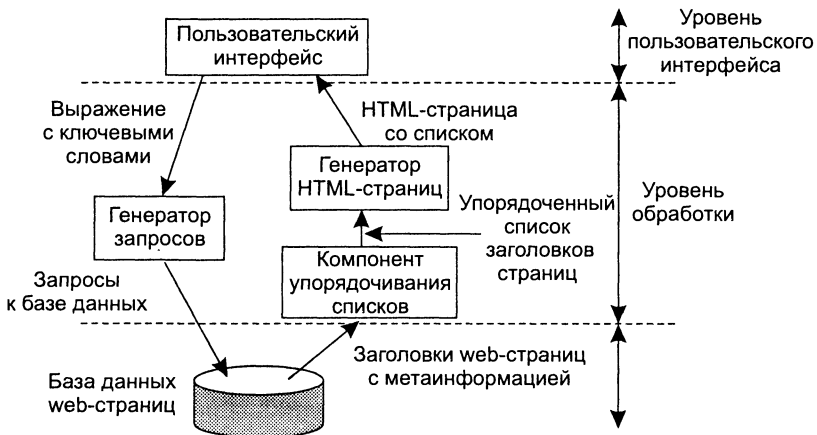 Пользовательский
интерфейс
Уровень
пользовательского
интерфейса
Выражение
с ключевыми
словами
HTML-страница
со списком
Генератор
HTML-страниц
Генератор
запросов
Упорядоченный
список
заголовков
страниц
Уровень
обработки
Компонент
упорядочивания
списков
Запросы
к базе данных
Заголовки web-страниц
с метаинформацией
База данных
web-страниц